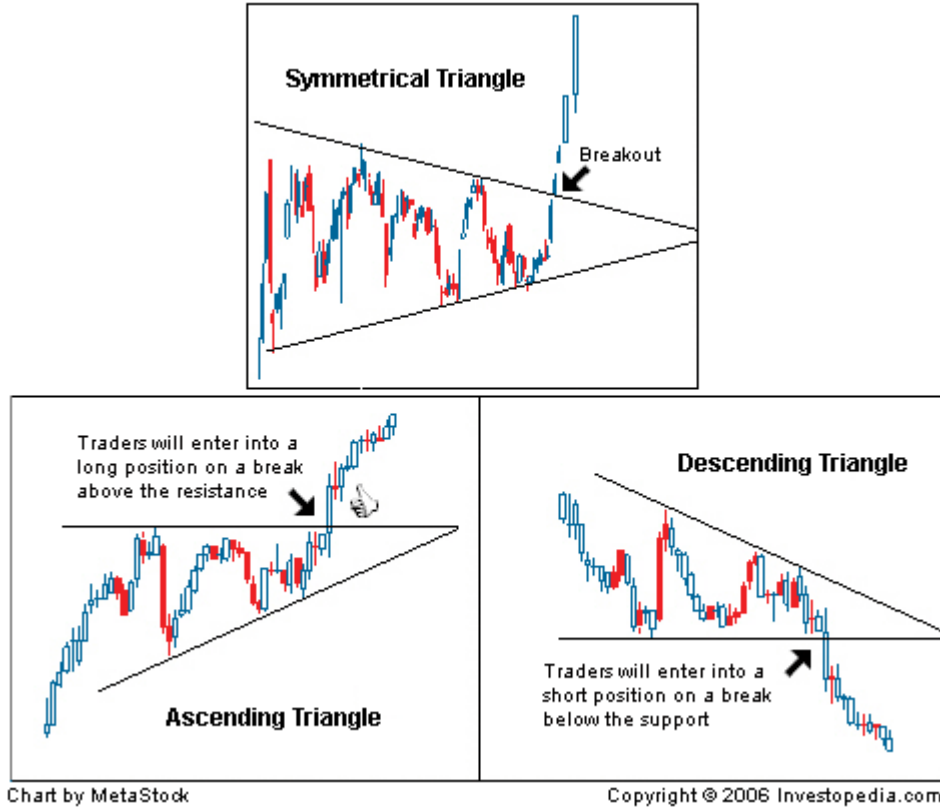 Symmetrical Triangle
Breakout
Traders will enter into a
long position on a break
above the resistance
Ascending Triangle
Descending Triangle
Traders will enter into a
short position on a break
below the support
Chart by MetaStock
Copyright © 2006 Investopedia.com